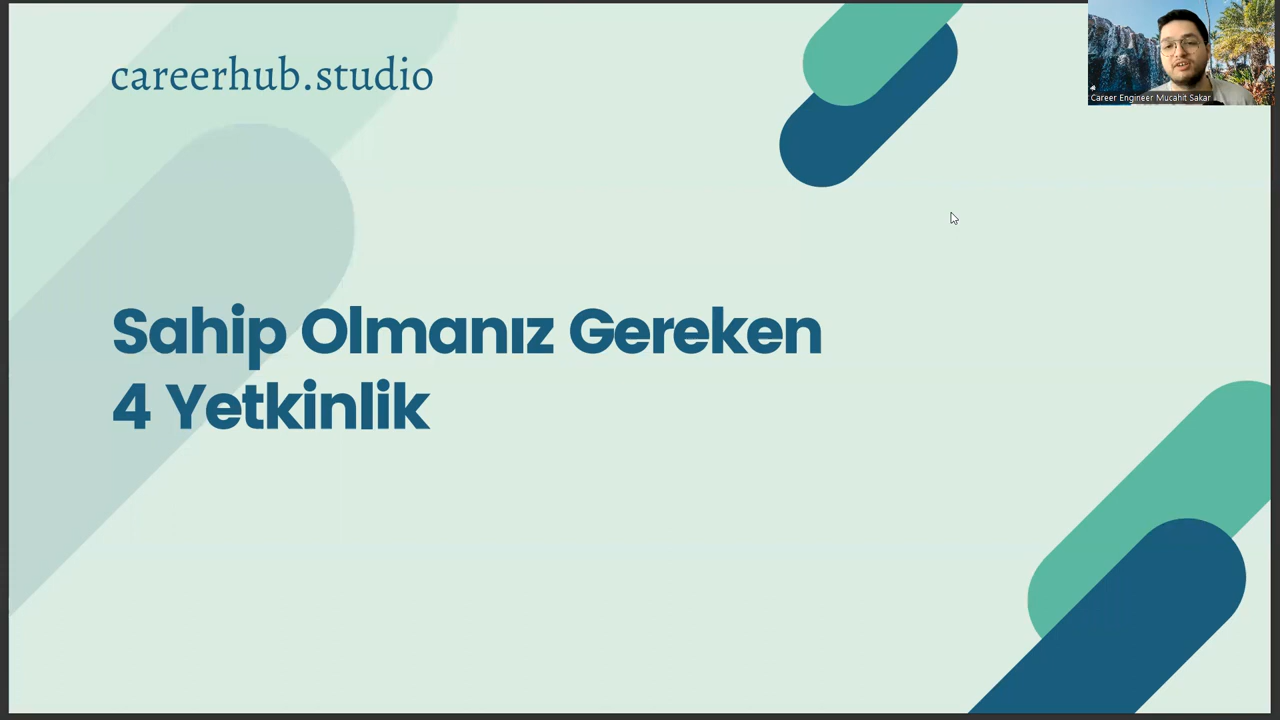 careerhub.studio
Career Engineer Mucahit Sakar
Sahip Olmanız Gereken
4 Yetkinlik